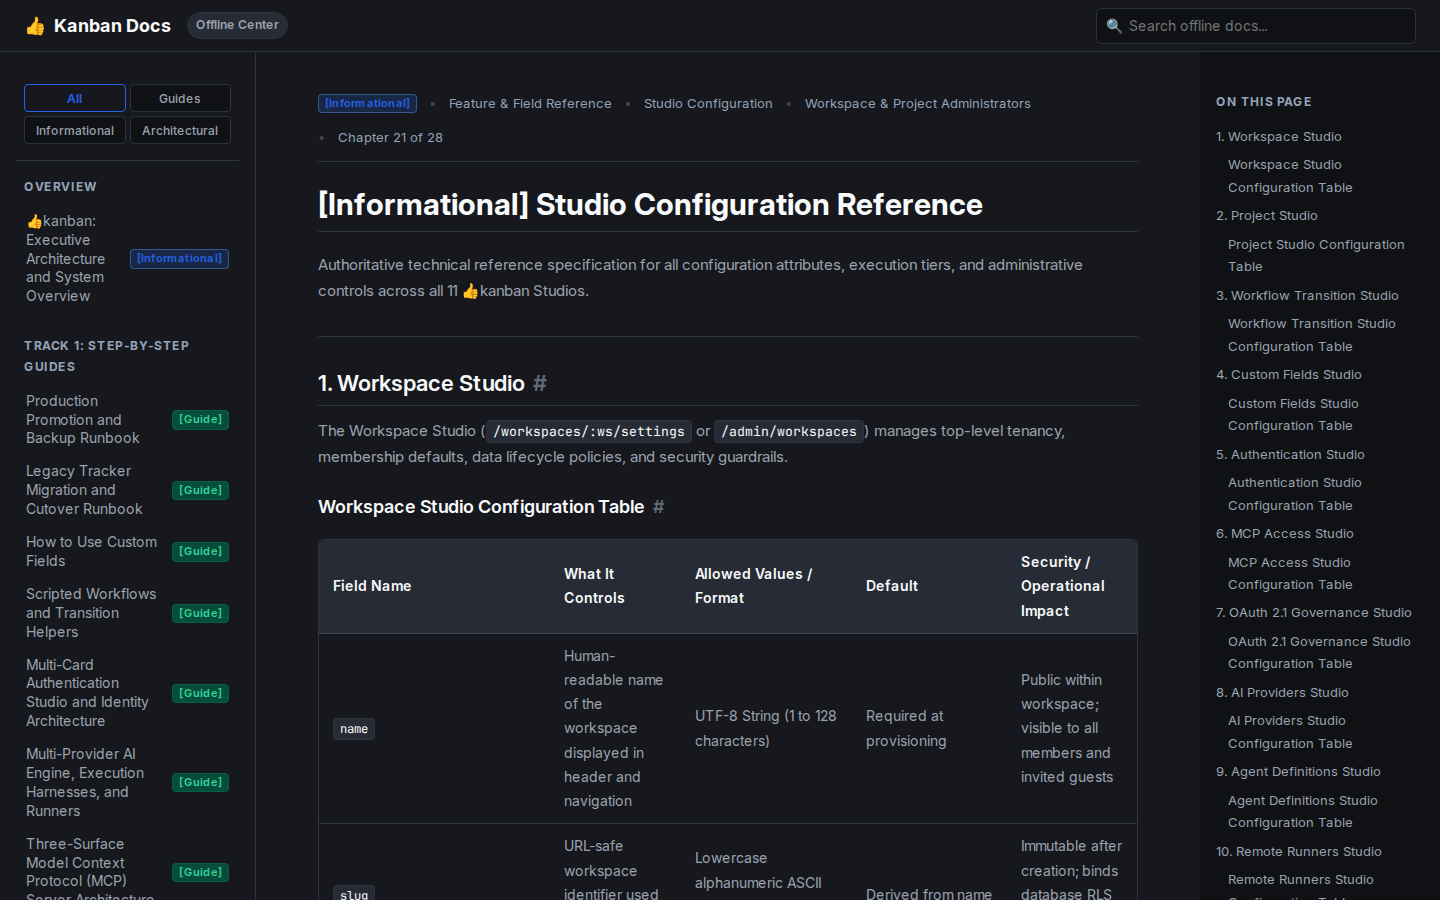 👍 Kanban Docs
Offline Center
🔍 Search offline docs...
All
Guides
Informational
Architectural
OVERVIEW
👍kanban:
Executive
Architecture
and System
Overview
[Informational]
TRACK 1: STEP-BY-STEP
GUIDES
Production
Promotion and
Backup Runbook
[Guide]
Legacy Tracker
Migration and
Cutover Runbook
[Guide]
How to Use Custom
Fields
[Guide]
Scripted Workflows
and Transition
Helpers
[Guide]
Multi-Card
Authentication
Studio and Identity
Architecture
[Guide]
Multi-Provider AI
Engine, Execution
Harnesses, and
Runners
[Guide]
Three-Surface
Model Context
Protocol (MCP)
Server Architecture
[Guide]
[Informational] • Feature & Field Reference • Studio Configuration • Workspace & Project Administrators
• Chapter 21 of 28
[Informational] Studio Configuration Reference
Authoritative technical reference specification for all configuration attributes, execution tiers, and administrative
controls across all 11 👍kanban Studios.
1. Workspace Studio #
The Workspace Studio (/workspaces/:ws/settings or /admin/workspaces) manages top-level tenancy,
membership defaults, data lifecycle policies, and security guardrails.
Workspace Studio Configuration Table #
Field Name
What It
Controls
Allowed Values /
Format
Default
Security /
Operational
Impact
name
Human-
readable name
of the
workspace
displayed in
header and
navigation
UTF-8 String (1 to 128
characters)
Required at
provisioning
Public within
workspace;
visible to all
members and
invited guests
slug
URL-safe
workspace
identifier used
Lowercase
alphanumeric ASCII
Derived from name
Immutable after
creation; binds
database RLS
ON THIS PAGE
1. Workspace Studio
Workspace Studio
Configuration Table
2. Project Studio
Project Studio Configuration
Table
3. Workflow Transition Studio
Workflow Transition Studio
Configuration Table
4. Custom Fields Studio
Custom Fields Studio
Configuration Table
5. Authentication Studio
Authentication Studio
Configuration Table
6. MCP Access Studio
MCP Access Studio
Configuration Table
7. OAuth 2.1 Governance Studio
OAuth 2.1 Governance Studio
Configuration Table
8. AI Providers Studio
AI Providers Studio
Configuration Table
9. Agent Definitions Studio
Agent Definitions Studio
Configuration Table
10. Remote Runners Studio
Remote Runners Studio